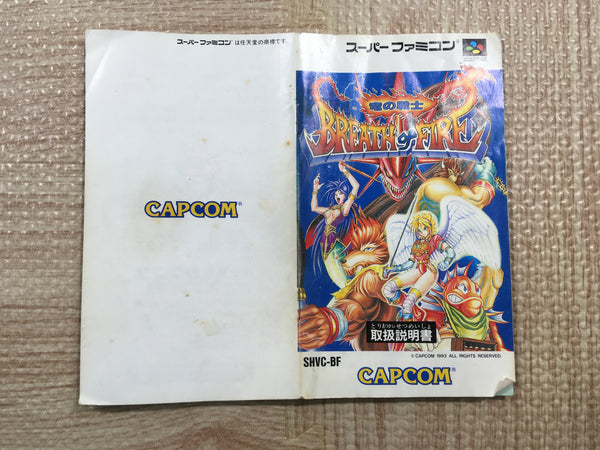 スーパーファミコン®は任天堂の商標です。
CAPCOM®
スーパーファミコン®
竜の戦士
BREATH of FIRE
とりあつかいせつめいしょ
取扱説明書
SHVC-BF
© CAPCOM 1993 ALL RIGHTS RESERVED.
CAPCOM®